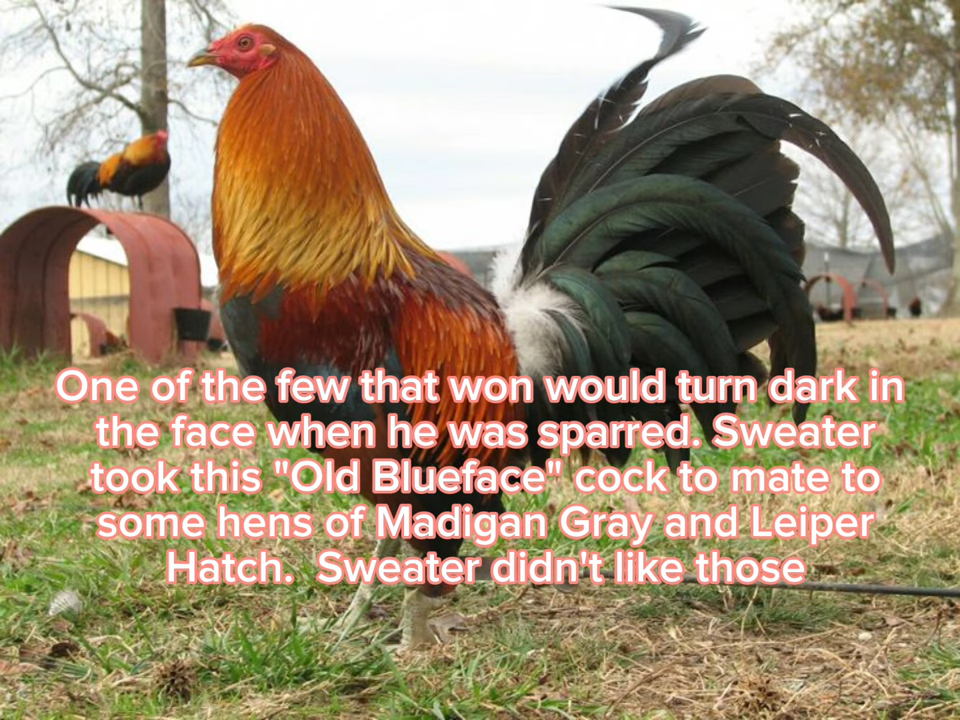 One of the few that won would turn dark in
the face when he was sparred. Sweater
took this "Old Blueface" cock to mate to
some hens of Madigan Gray and Leiper
Hatch.  Sweater didn't like those